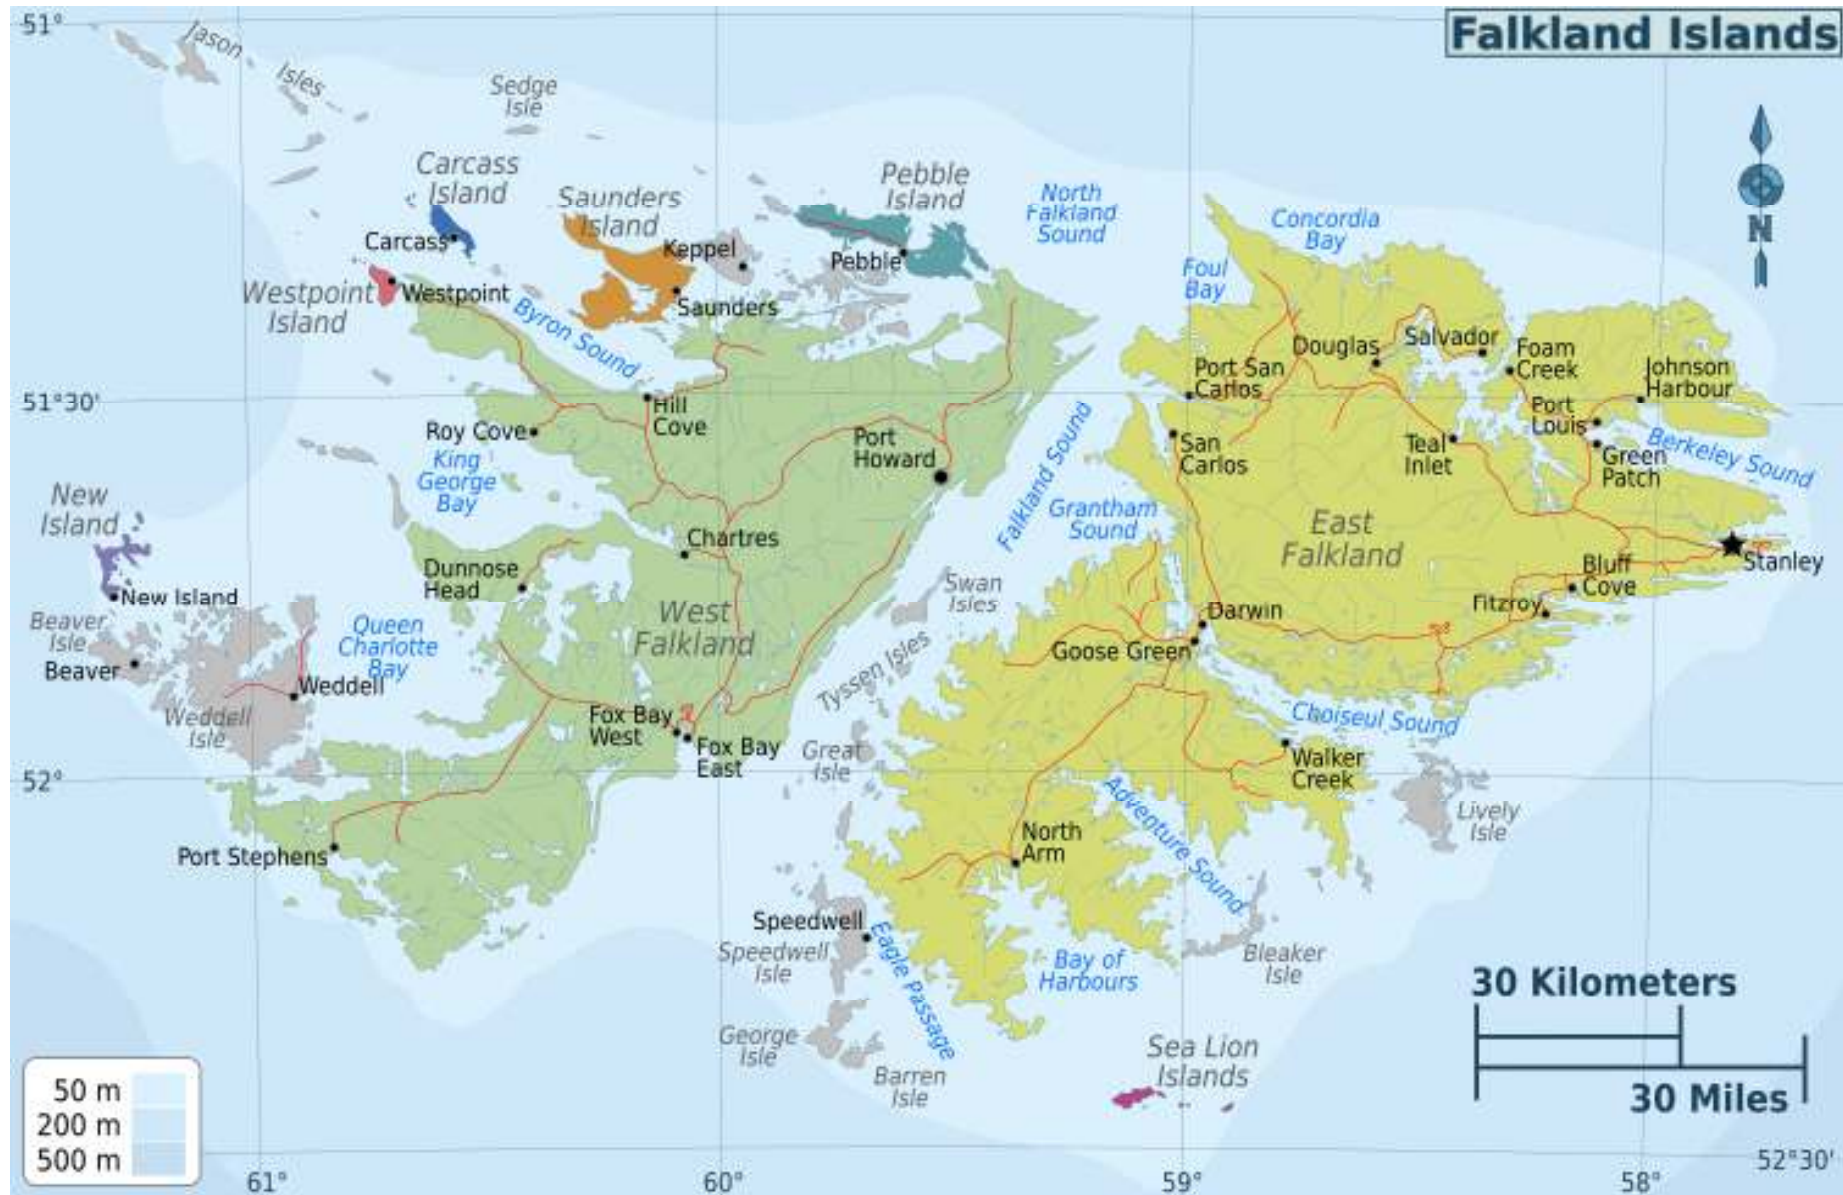 51°
Falkland Islands
Jason
Isles
Sedge
Isle
Carcass
Island
Saunders
Island
Pebble
Island
North
Falkland
Sound
Concordia
Bay
N
Carcass
Keppel
Pebble
Foul
Bay
Westpoint
Island
Westpoint
Saunders
Byron Sound
Douglas
Salvador
Foam
Creek
Johnson
Harbour
Port San
Carlos
51°30'
Hill
Cove
Roy Cove
Port
Howard
Port
Louis
King
George
Bay
San
Carlos
Teal
Inlet
Green
Patch
Berkeley Sound
Falkland Sound
New
Island
Grantham
Sound
East
Falkland
Chartres
Stanley
Dunnose
Head
Bluff
Cove
Swan
Isles
New Island
West
Falkland
Darwin
Fitzroy
Beaver
Isle
Queen
Charlotte
Bay
Goose Green
Beaver
Tyssen Isles
Weddell
Weddell
Isle
Fox Bay
West
Fox Bay
East
Choiseul Sound
Great
Isle
Walker
Creek
52°
Adventure Sound
Lively
Isle
North
Arm
Port Stephens
Speedwell
Speedwell
Isle
Eagle Passage
Bay of
Harbours
Bleaker
Isle
30 Kilometers
George
Isle
Barren
Isle
Sea Lion
Islands
30 Miles
50 m
200 m
500 m
52°30'
61°
60°
59°
58°